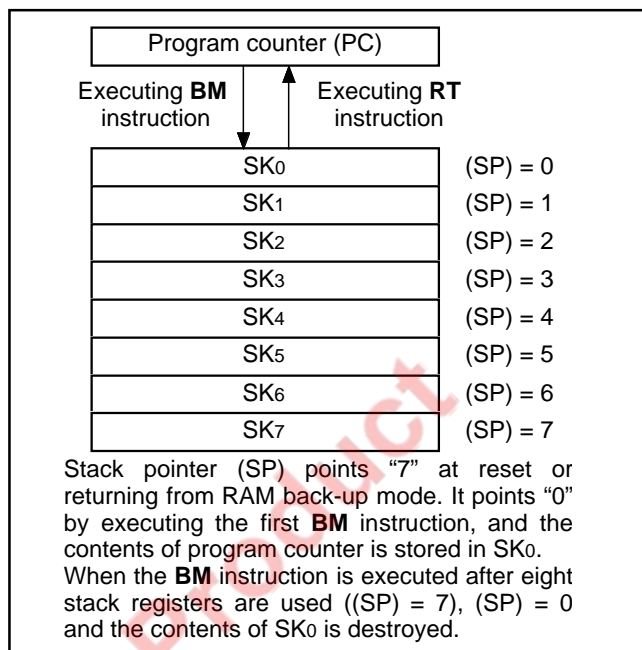 Program counter (PC)
Executing BM Executing RT
instruction instruction
SK0 (SP) = 0
SK1 (SP) = 1
SK2 (SP) = 2
SK3 (SP) = 3
SK4 (SP) = 4
SK5 (SP) = 5
SK6 (SP) = 6
SK7 (SP) = 7
Stack pointer (SP) points “7” at reset or
returning from RAM back-up mode. It points “0”
by executing the first BM instruction, and the
contents of program counter is stored in SK0.
When the BM instruction is executed after eight
stack registers are used ((SP) = 7), (SP) = 0
and the contents of SK0 is destroyed.
Product